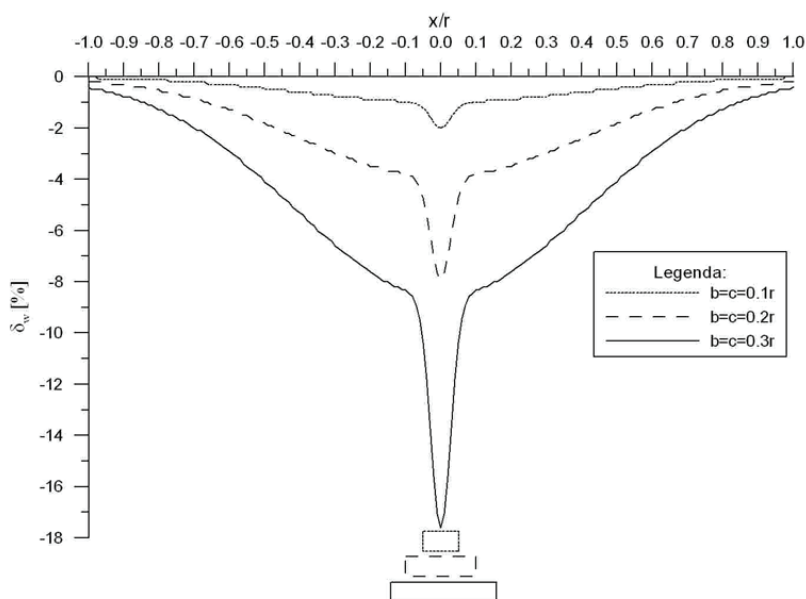 x/r
-1.0 -0.9 -0.8 -0.7 -0.6 -0.5 -0.4 -0.3 -0.2 -0.1 0.0 0.1 0.2 0.3 0.4 0.5 0.6 0.7 0.8 0.9 1.0
0
-2
-4
-6
-8
-10
-12
-14
-16
-18
δw [%]
Legenda:
b=c=0.1r
b=c=0.2r
b=c=0.3r